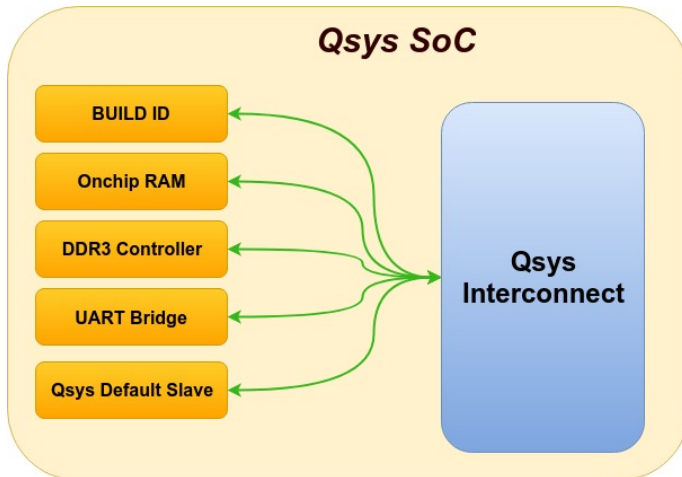 Qsys SoC
BUILD ID
Onchip RAM
DDR3 Controller
UART Bridge
Qsys Default Slave
Qsys
Interconnect